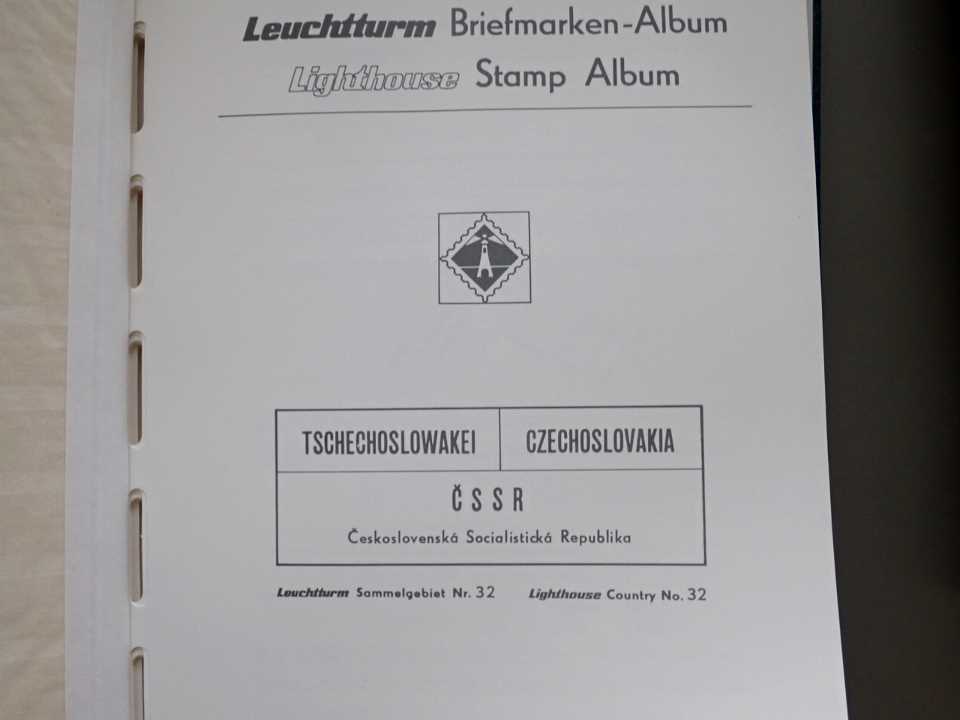 Leuchtturm Briefmarken-Album
Lighthouse Stamp Album
TSCHECHOSLOWAKEI CZECHOSLOVAKIA
ČSSR
Československá Socialistická Republika
Leuchtturm Sammelgebiet Nr. 32 Lighthouse Country No. 32